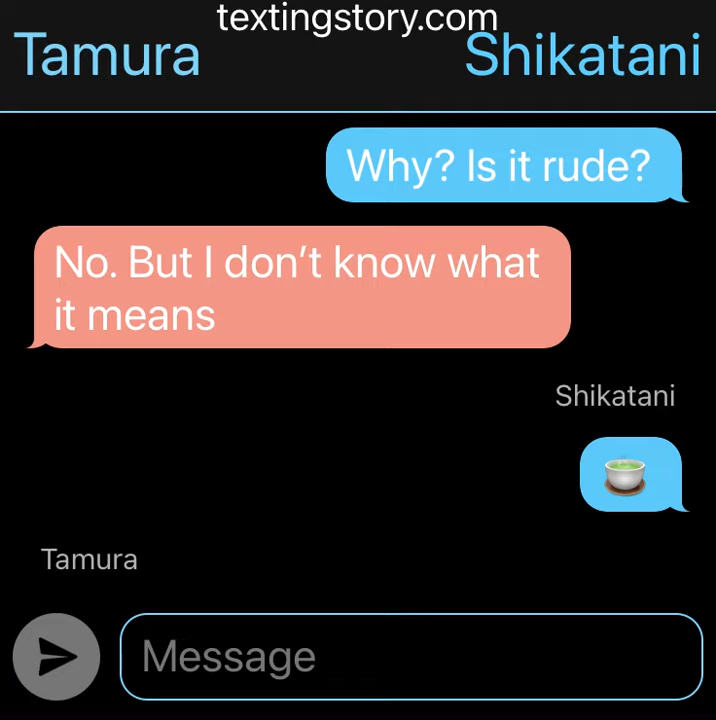 textingstory.com
Tamura Shikatani
Why? Is it rude?
No. But I don’t know what
it means
Shikatani
🍵
Tamura
Message